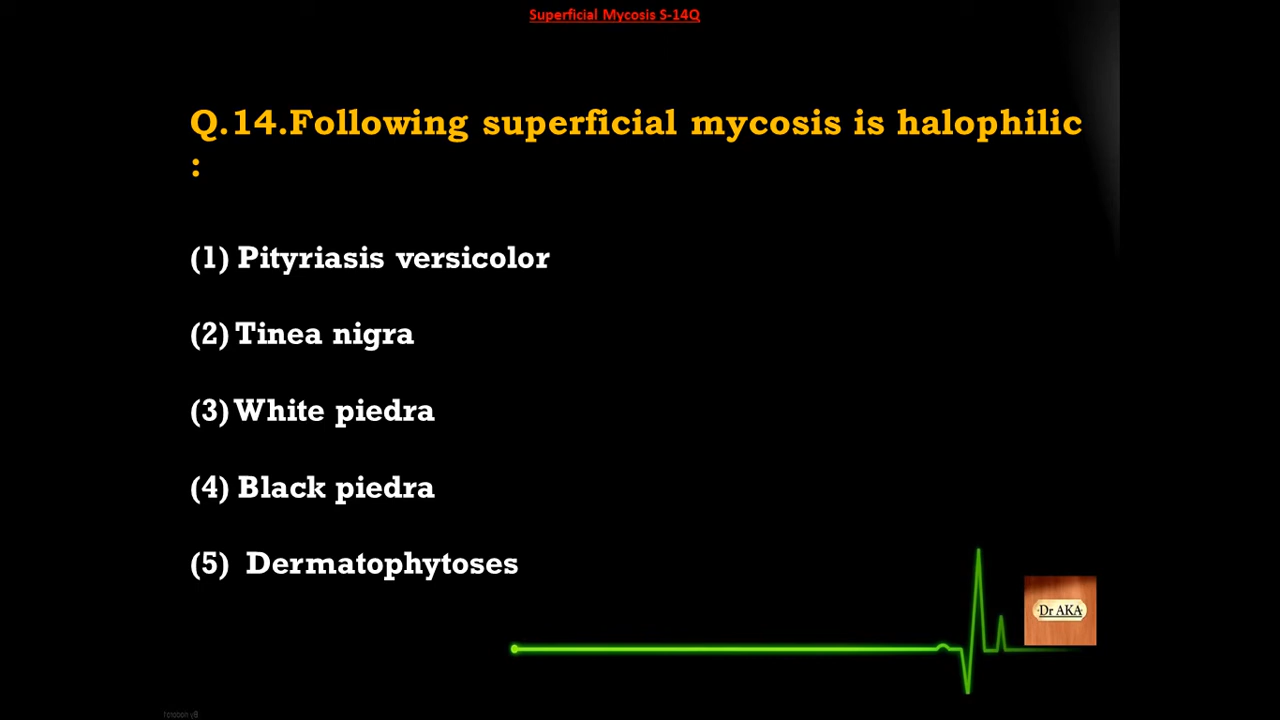 Superficial Mycosis S-14Q
Q.14.Following superficial mycosis is halophilic
:
(1) Pityriasis versicolor
(2) Tinea nigra
(3) White piedra
(4) Black piedra
(5) Dermatophytoses
Dr AKA